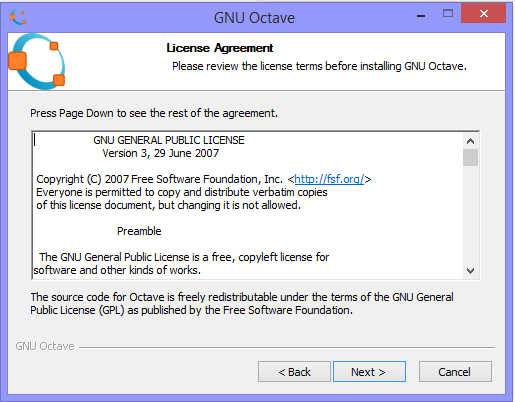 GNU Octave
License Agreement
Please review the license terms before installing GNU Octave.
Press Page Down to see the rest of the agreement.
GNU GENERAL PUBLIC LICENSE
Version 3, 29 June 2007
Copyright (C) 2007 Free Software Foundation, Inc. <http://fsf.org/>
Everyone is permitted to copy and distribute verbatim copies
of this license document, but changing it is not allowed.
Preamble
The GNU General Public License is a free, copyleft license for
software and other kinds of works.
The source code for Octave is freely redistributable under the terms of the GNU General
Public License (GPL) as published by the Free Software Foundation.
GNU Octave
< Back Next > Cancel